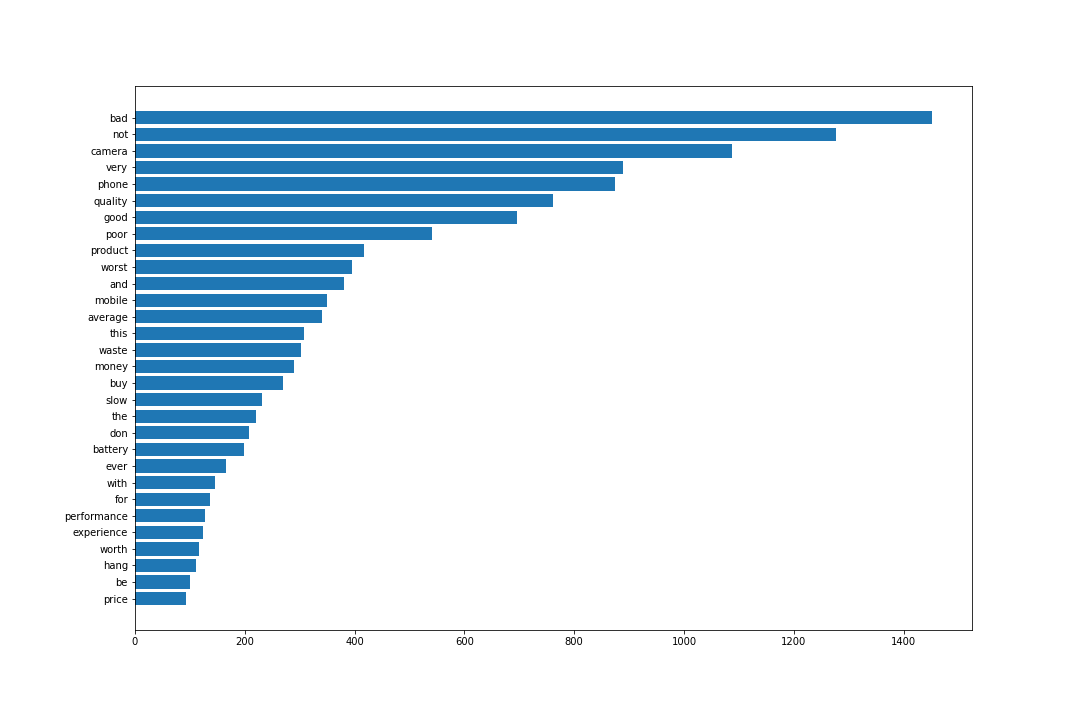 bad
not
camera
very
phone
quality
good
poor
product
worst
and
mobile
average
this
waste
money
buy
slow
the
don
battery
ever
with
for
performance
experience
worth
hang
be
price
0 200 400 600 800 1000 1200 1400